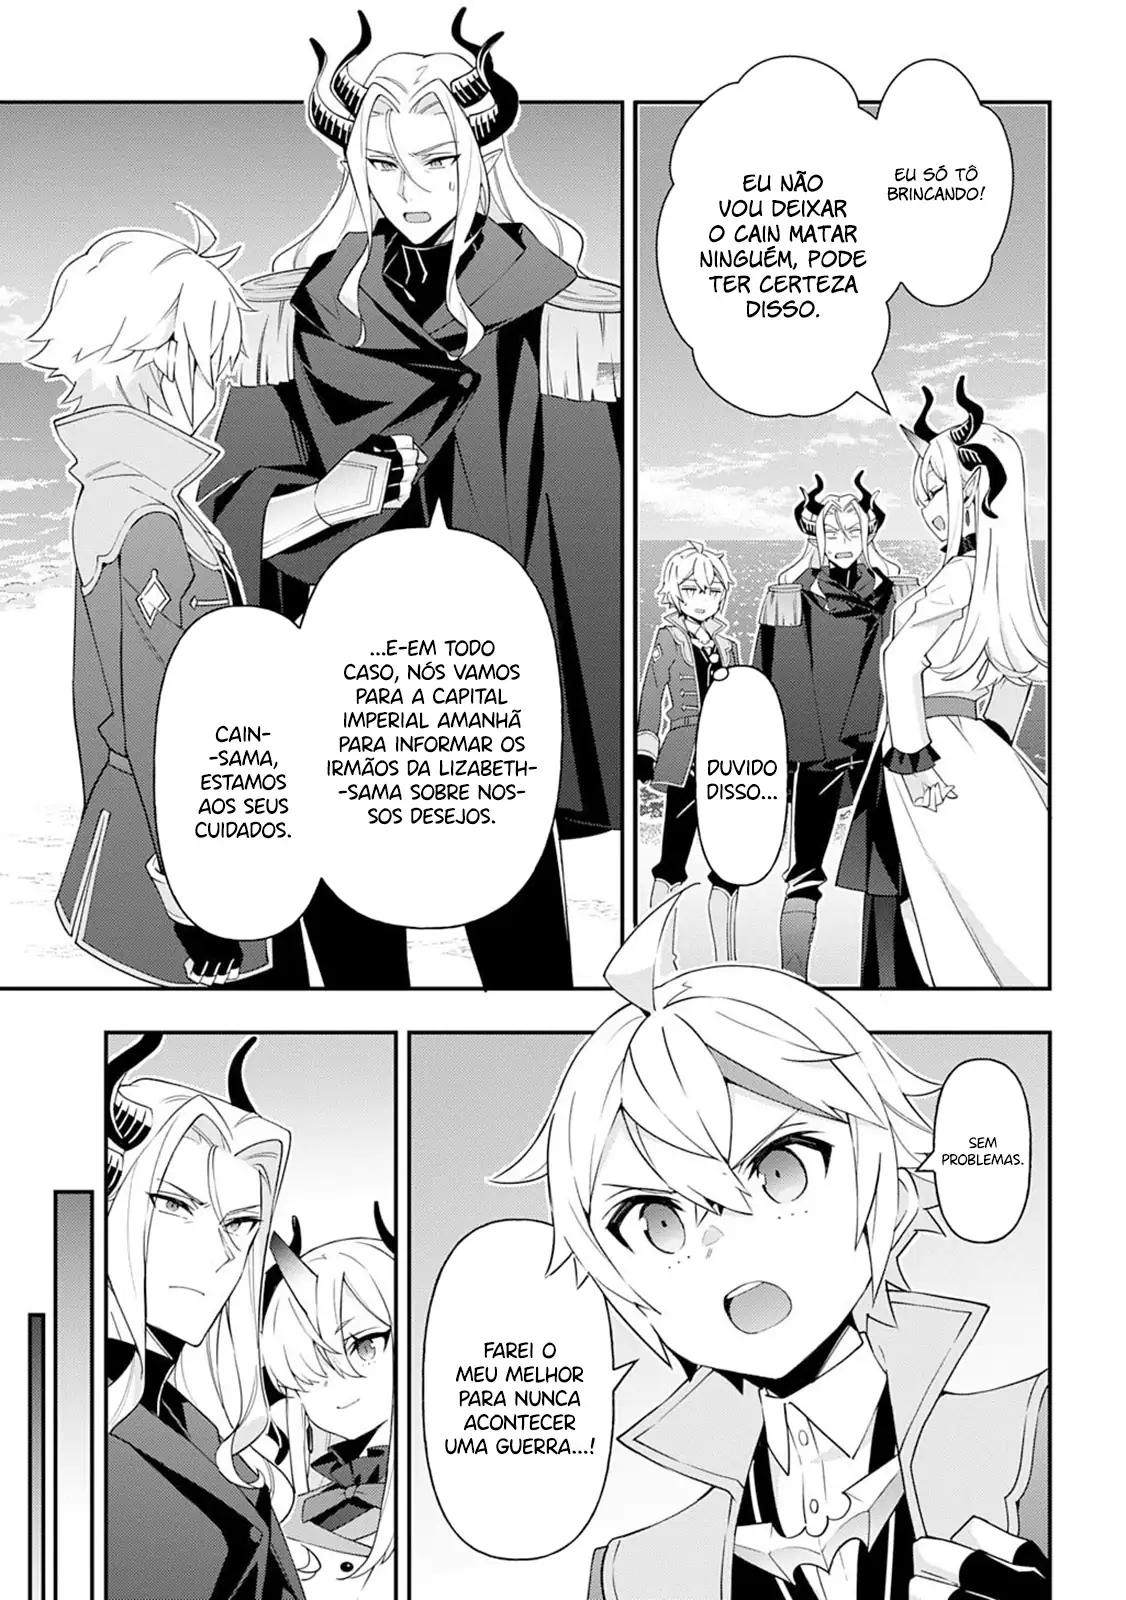 EU SÓ TÔ
BRINCANDO!
EU NÃO
VOU DEIXAR
O CAIN MATAR
NINGUÉM, PODE
TER CERTEZA
DISSO.
DUVIDO
DISSO...
...E-EM TODO
CASO, NÓS VAMOS
PARA A CAPITAL
IMPERIAL AMANHÃ
PARA INFORMAR OS
IRMÃOS DA LIZABETH-
-SAMA SOBRE NOS-
SOS DESEJOS.
CAIN-
-SAMA,
ESTAMOS
AOS SEUS
CUIDADOS.
SEM
PROBLEMAS.
FAREI O
MEU MELHOR
PARA NUNCA
ACONTECER
UMA GUERRA...!